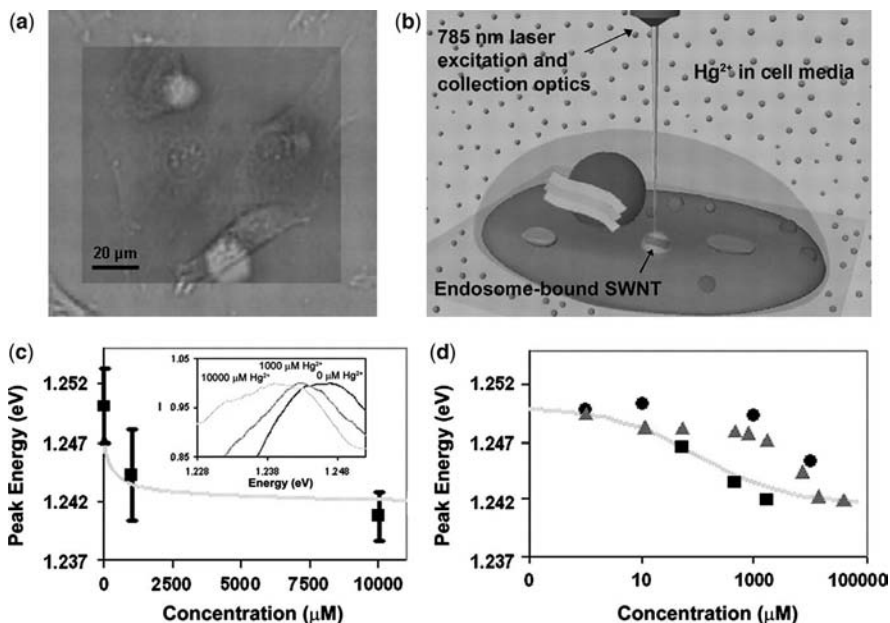 (a)
20 µm
(b)
785 nm laser
excitation and
collection optics
Hg²⁺ in cell media
Endosome-bound SWNT
(c)
Peak Energy (eV)
1.252
1.247
1.242
1.237
0 2500 5000 7500 10000
Concentration (µM)
1.05
1.00
0.95
0.85
I
1000 µM Hg²⁺
10000 µM Hg²⁺ 0 µM Hg²⁺
1.228 1.238 1.248
Energy (eV)
(d)
Peak Energy (eV)
1.252
1.247
1.242
1.237
0 10 1000 100000
Concentration (µM)